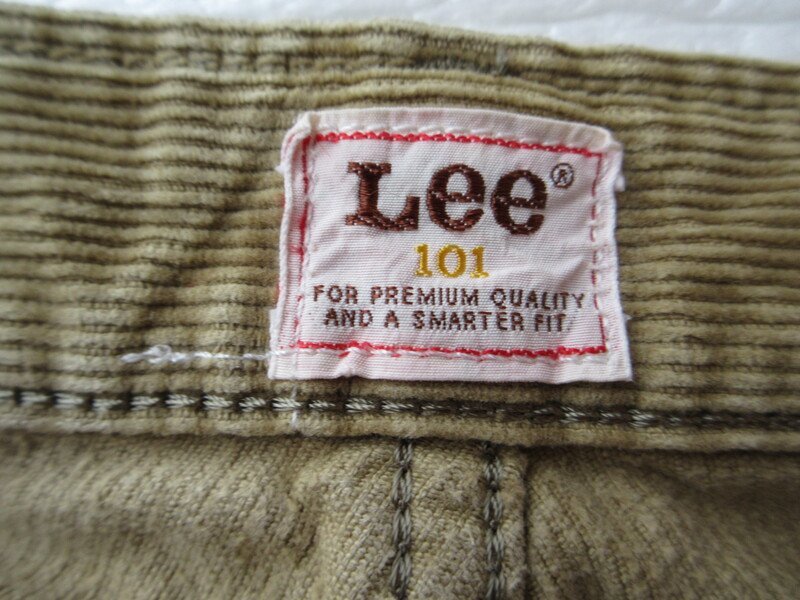 Lee®
101
FOR PREMIUM QUALITY
AND A SMARTER FIT